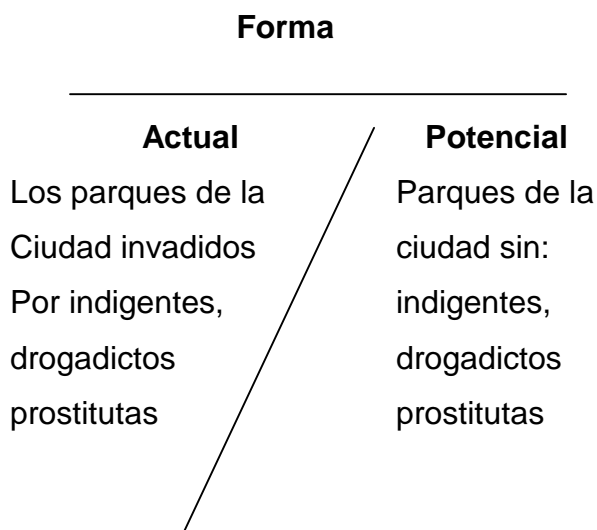 Forma
Actual
Los parques de la
Ciudad invadidos
Por indigentes,
drogadictos
prostitutas
Potencial
Parques de la
ciudad sin:
indigentes,
drogadictos
prostitutas